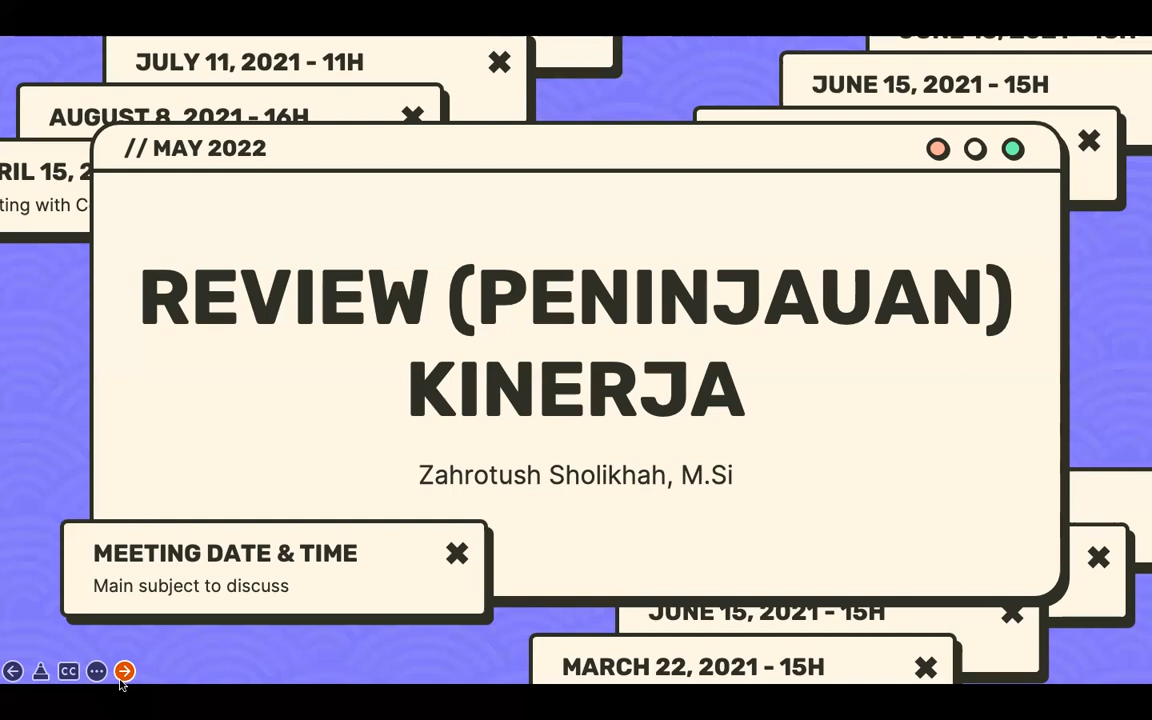 JULY 11, 2021 - 11H
JUNE 15, 2021 - 15H
AUGUST 8, 2021 - 16H
// MAY 2022
RIL 15, 2
ting with C
REVIEW (PENINJAUAN)
KINERJA
Zahrotush Sholikhah, M.Si
MEETING DATE & TIME
Main subject to discuss
JUNE 15, 2021 - 15H
MARCH 22, 2021 - 15H
CC